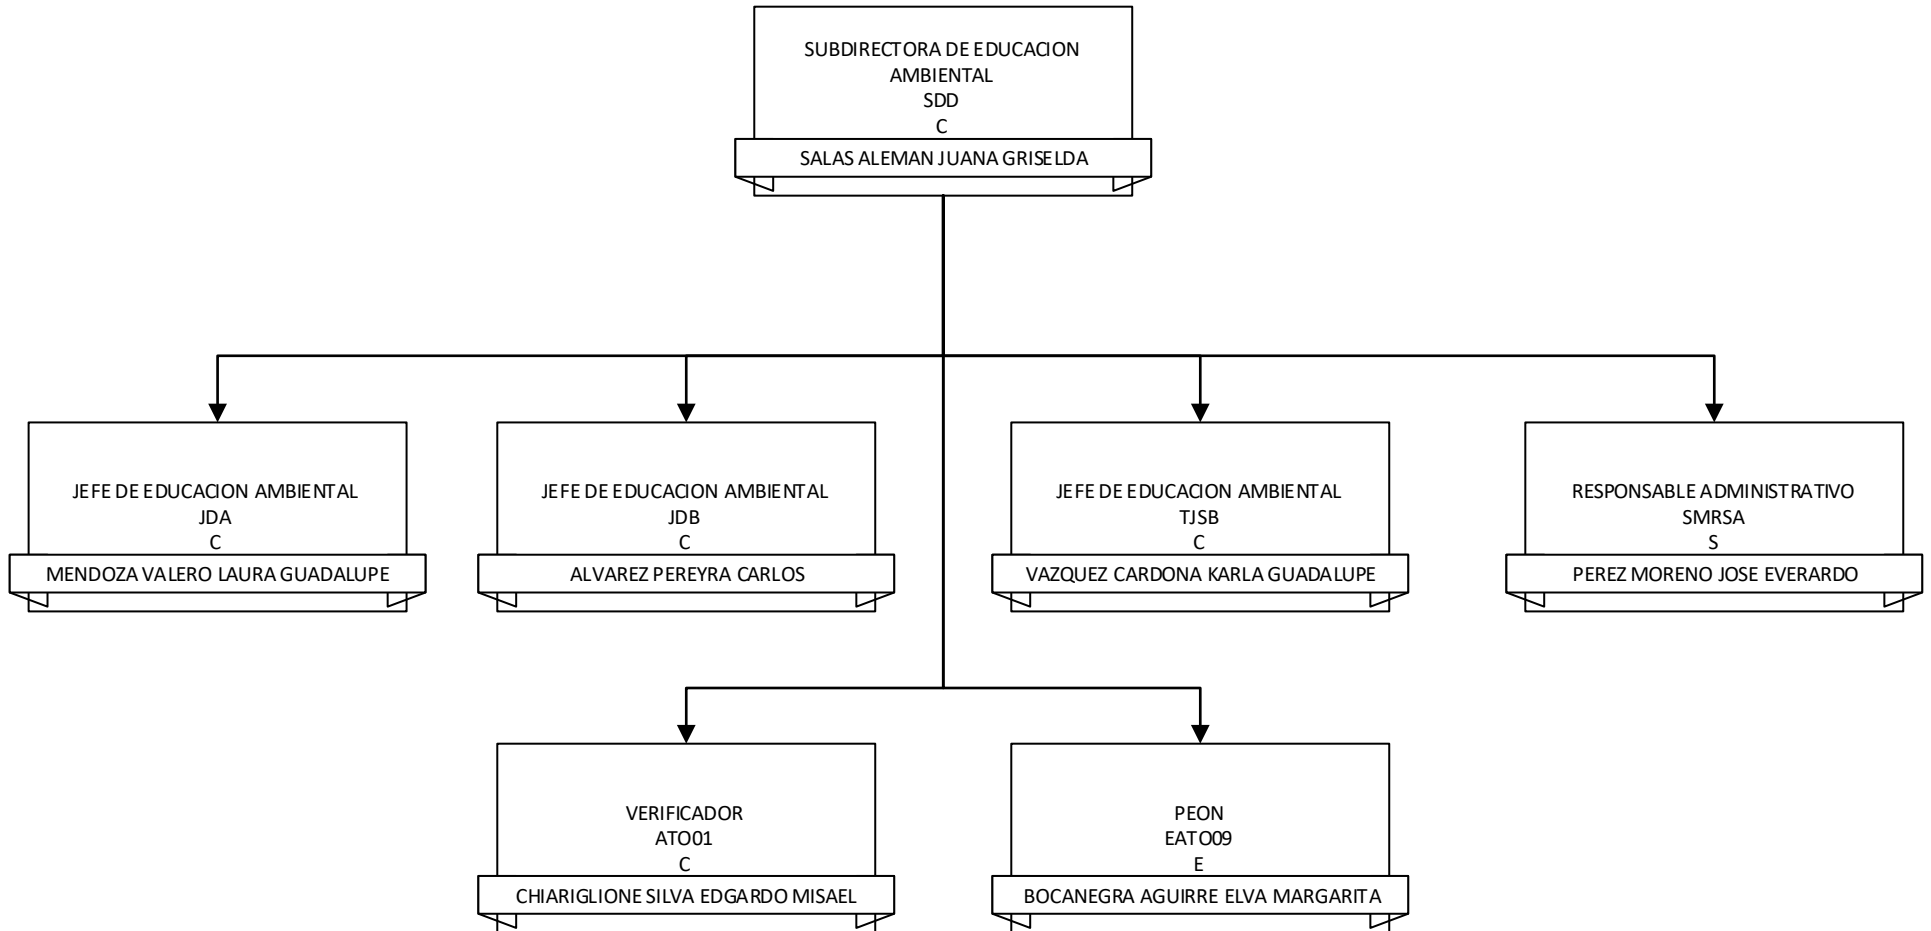 SUBDIRECTORA DE EDUCACION
AMBIENTAL
SDD
C
SALAS ALEMAN JUANA GRISELDA
JEFE DE EDUCACION AMBIENTAL
JDA
C
MENDOZA VALERO LAURA GUADALUPE
JEFE DE EDUCACION AMBIENTAL
JDB
C
ALVAREZ PEREYRA CARLOS
JEFE DE EDUCACION AMBIENTAL
TJSB
C
VAZQUEZ CARDONA KARLA GUADALUPE
RESPONSABLE ADMINISTRATIVO
SMRSA
S
PEREZ MORENO JOSE EVERARDO
VERIFICADOR
ATO01
C
CHIARIGLIONE SILVA EDGARDO MISAEL
PEON
EATO09
E
BOCANEGRA AGUIRRE ELVA MARGARITA